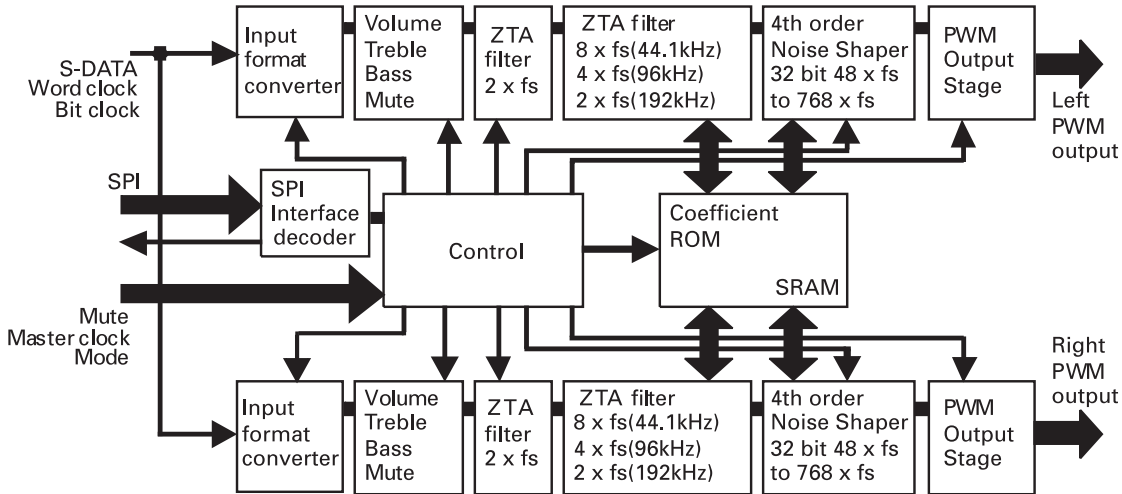 S-DATA
Word clock
Bit clock
Input
format
converter
Volume
Treble
Bass
Mute
ZTA
filter
2 x fs
ZTA filter
8 x fs(44.1kHz)
4 x fs(96kHz)
2 x fs(192kHz)
4th order
Noise Shaper
32 bit 48 x fs
to 768 x fs
PWM
Output
Stage
Left
PWM
output
SPI
SPI
Interface
decoder
Control
Coefficient
ROM
SRAM
Mute
Master clock
Mode
Input
format
converter
Volume
Treble
Bass
Mute
ZTA
filter
2 x fs
ZTA filter
8 x fs(44.1kHz)
4 x fs(96kHz)
2 x fs(192kHz)
4th order
Noise Shaper
32 bit 48 x fs
to 768 x fs
PWM
Output
Stage
Right
PWM
output